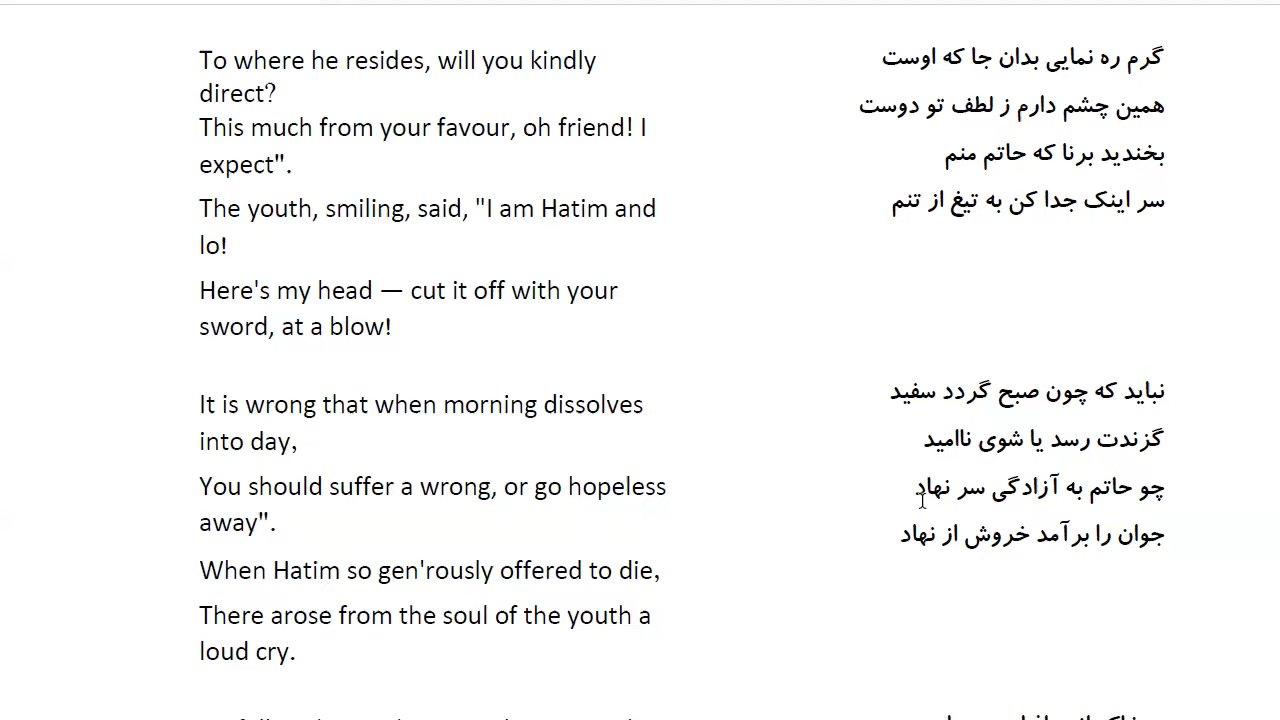 To where he resides, will you kindly
direct?
This much from your favour, oh friend! I
expect".
The youth, smiling, said, "I am Hatim and
lo!
Here's my head — cut it off with your
sword, at a blow!
گرم ره نمایی بدان جا که اوست
همین چشم دارم ز لطف تو دوست
بخندید برنا که حاتم منم
سر اینک جدا کن به تیغ از تنم
It is wrong that when morning dissolves
into day,
You should suffer a wrong, or go hopeless
away".
When Hatim so gen'rously offered to die,
There arose from the soul of the youth a
loud cry.
نباید که چون صبح گردد سفید
گزندت رسد یا شوی ناامید
چو حاتم به آزادگی سر نهاد
جوان را برآمد خروش از نهاد